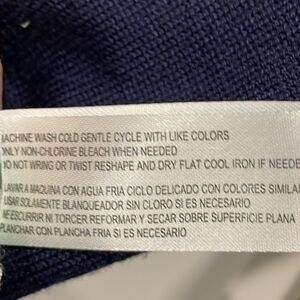 MACHINE WASH COLD GENTLE CYCLE WITH LIKE COLORS
ONLY NON-CHLORINE BLEACH WHEN NEEDED
DO NOT WRING OR TWIST RESHAPE AND DRY FLAT COOL IRON IF NEEDE
LAVAR A MAQUINA CON AGUA FRIA CICLO DELICADO CON COLORES SIMILA
USAR SOLAMENTE BLANQUEADOR SIN CLORO SI ES NECESARIO
NE ESCURRIR NI TORCER REFORMAR Y SECAR SOBRE SUPERFICIE PLANA
PLANCHAR CON PLANCHA FRIA SI ES NECESARIO